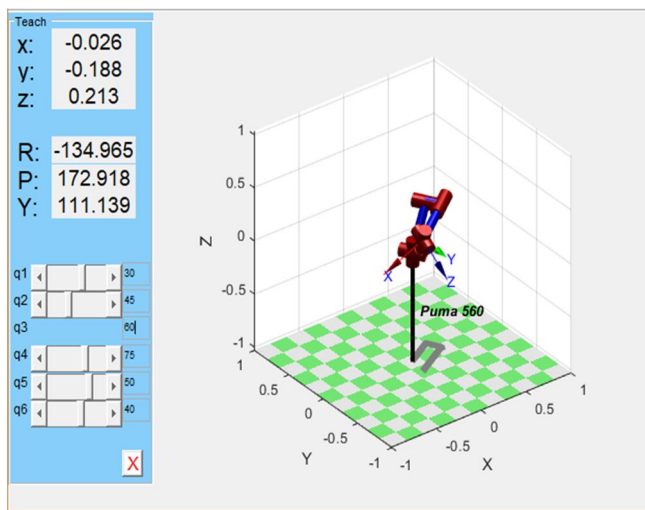 Teach
x: -0.026
y: -0.188
z: 0.213
R: -134.965
P: 172.918
Y: 111.139
q1 30
q2 45
q3 60
q4 75
q5 50
q6 40
X
1
0.5
0
-0.5
-1
Z
X
Y
Z
Puma 560
1
0.5
0
-0.5
-1
Y
-1
-0.5
0
0.5
1
X